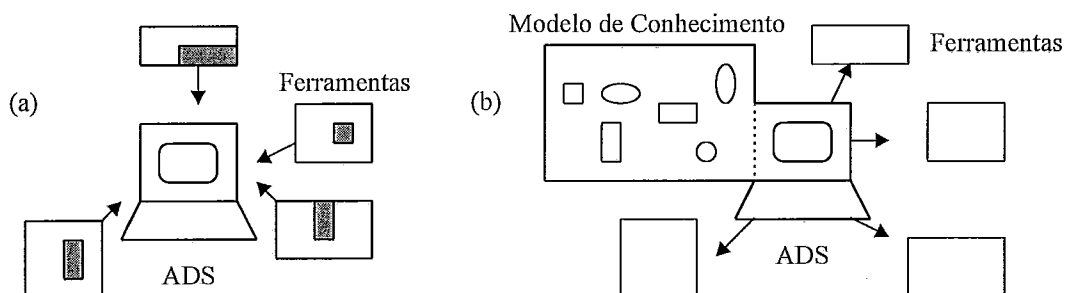 (a)
Ferramentas
ADS
(b)
Modelo de Conhecimento
Ferramentas
ADS